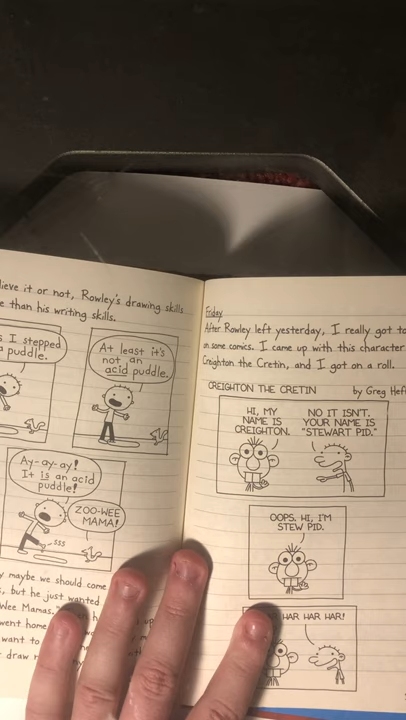 lieve it or not, Rowley's drawing skills
e than his writing skills.
s I stepped
a puddle.
At least it's
not an
acid puddle.
Ay-ay-ay!
It is an acid
puddle!
ZOO-WEE
MAMA!
sss
y maybe we should come
s, but he just wanted
Wee Mamas."
went home
want to
draw
Friday
After Rowley left yesterday, I really got to
on some comics. I came up with this character
Creighton the Cretin, and I got on a roll.
CREIGHTON THE CRETIN
by Greg Hef
HI, MY
NAME IS
CREIGHTON.
NO IT ISN'T.
YOUR NAME IS
"STEWART PID."
OOPS. HI, I'M
STEW PID.
HAR HAR HAR!